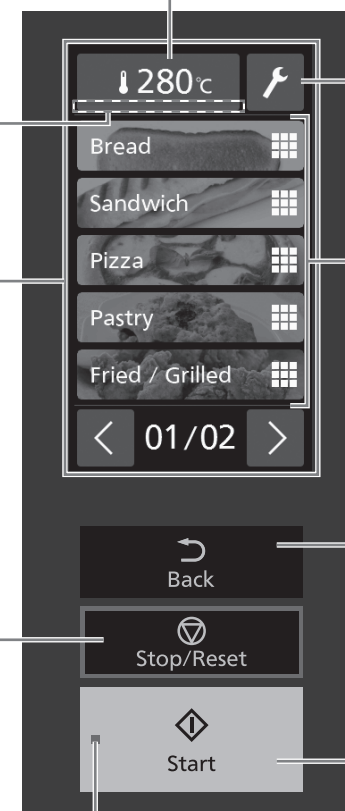 280°C
Bread
Sandwich
Pizza
Pastry
Fried / Grilled
01/02
Back
Stop/Reset
Start